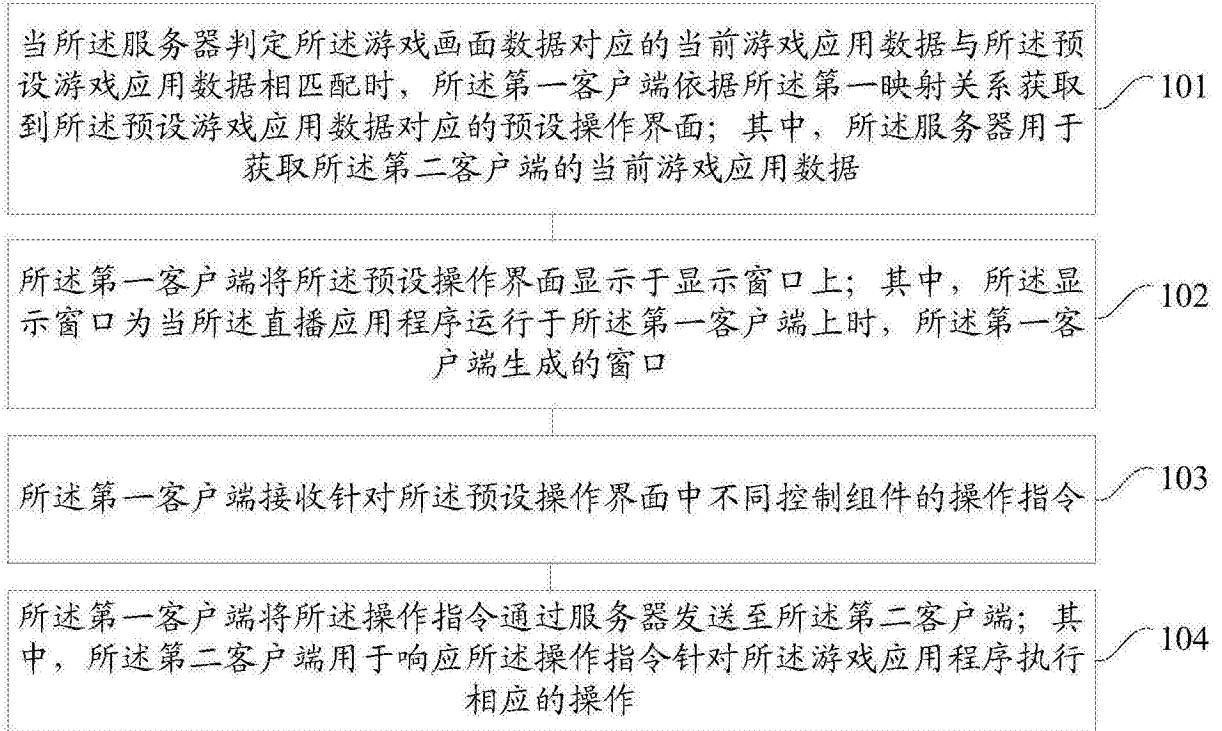 当所述服务器判定所述游戏画面数据对应的当前游戏应用数据与所述预
设游戏应用数据相匹配时，所述第一客户端依据所述第一映射关系获取
到所述预设游戏应用数据对应的预设操作界面；其中，所述服务器用于
获取所述第二客户端的当前游戏应用数据
101
所述第一客户端将所述预设操作界面显示于显示窗口上；其中，所述显
示窗口为当所述直播应用程序运行于所述第一客户端上时，所述第一客
户端生成的窗口
102
所述第一客户端接收针对所述预设操作界面中不同控制组件的操作指令
103
所述第一客户端将所述操作指令通过服务器发送至所述第二客户端；其
中，所述第二客户端用于响应所述操作指令针对所述游戏应用程序执行
相应的操作
104